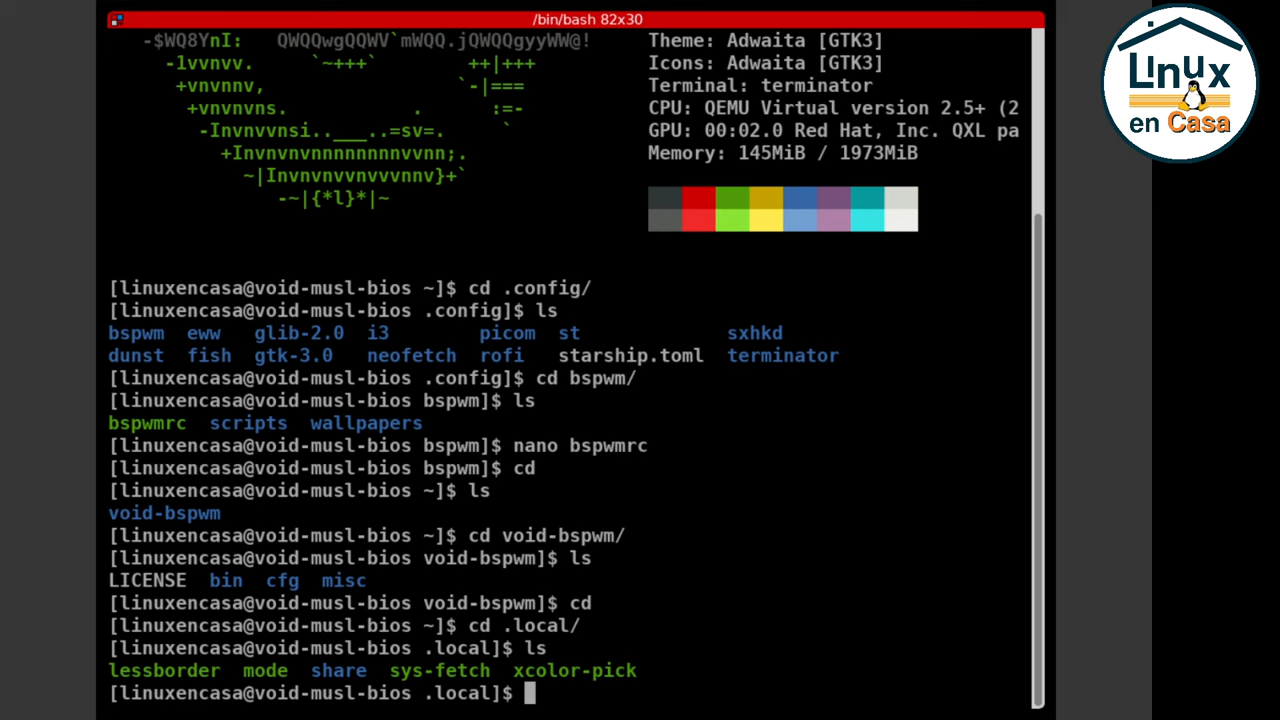 /bin/bash 82x30
-$WQ8YnI:   QWQQwgQQWV`mWQQ.jQWQQgyyWW@!     Theme: Adwaita [GTK3]
-1vvnvv.     `~+++`        ++|+++          Icons: Adwaita [GTK3]
+vnvnnv,                 `-|===           Terminal: terminator
+vnvnvns.           .      :=-            CPU: QEMU Virtual version 2.5+ (2
-Invnvvnsi..___..=sv=.     `              GPU: 00:02.0 Red Hat, Inc. QXL pa
+Invnvnvnnnnnnnnvvnn;.                 Memory: 145MiB / 1973MiB
~|Invnvnvvnvvvnnv}+`
-~|{*l}*|~
[linuxencasa@void-musl-bios ~]$ cd .config/
[linuxencasa@void-musl-bios .config]$ ls
bspwm  eww   glib-2.0  i3        picom  st             sxhkd
dunst  fish  gtk-3.0   neofetch  rofi   starship.toml  terminator
[linuxencasa@void-musl-bios .config]$ cd bspwm/
[linuxencasa@void-musl-bios bspwm]$ ls
bspwmrc  scripts  wallpapers
[linuxencasa@void-musl-bios bspwm]$ nano bspwmrc
[linuxencasa@void-musl-bios bspwm]$ cd
[linuxencasa@void-musl-bios ~]$ ls
void-bspwm
[linuxencasa@void-musl-bios ~]$ cd void-bspwm/
[linuxencasa@void-musl-bios void-bspwm]$ ls
LICENSE  bin  cfg  misc
[linuxencasa@void-musl-bios void-bspwm]$ cd
[linuxencasa@void-musl-bios ~]$ cd .local/
[linuxencasa@void-musl-bios .local]$ ls
lessborder  mode  share  sys-fetch  xcolor-pick
[linuxencasa@void-musl-bios .local]$
Linux
en Casa